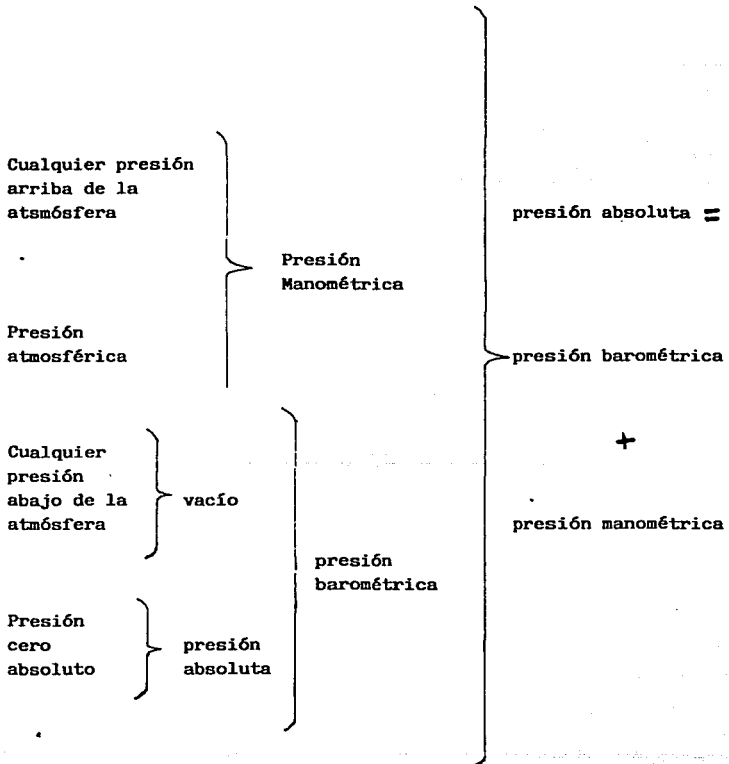 Cualquier presión
arriba de la
atsmósfera
Presión
atmosférica
Presión
Manométrica
Cualquier
presión
abajo de la
atmósfera
vacío
Presión
cero
absoluto
presión
absoluta
presión
barométrica
presión absoluta =
presión barométrica
+
presión manométrica